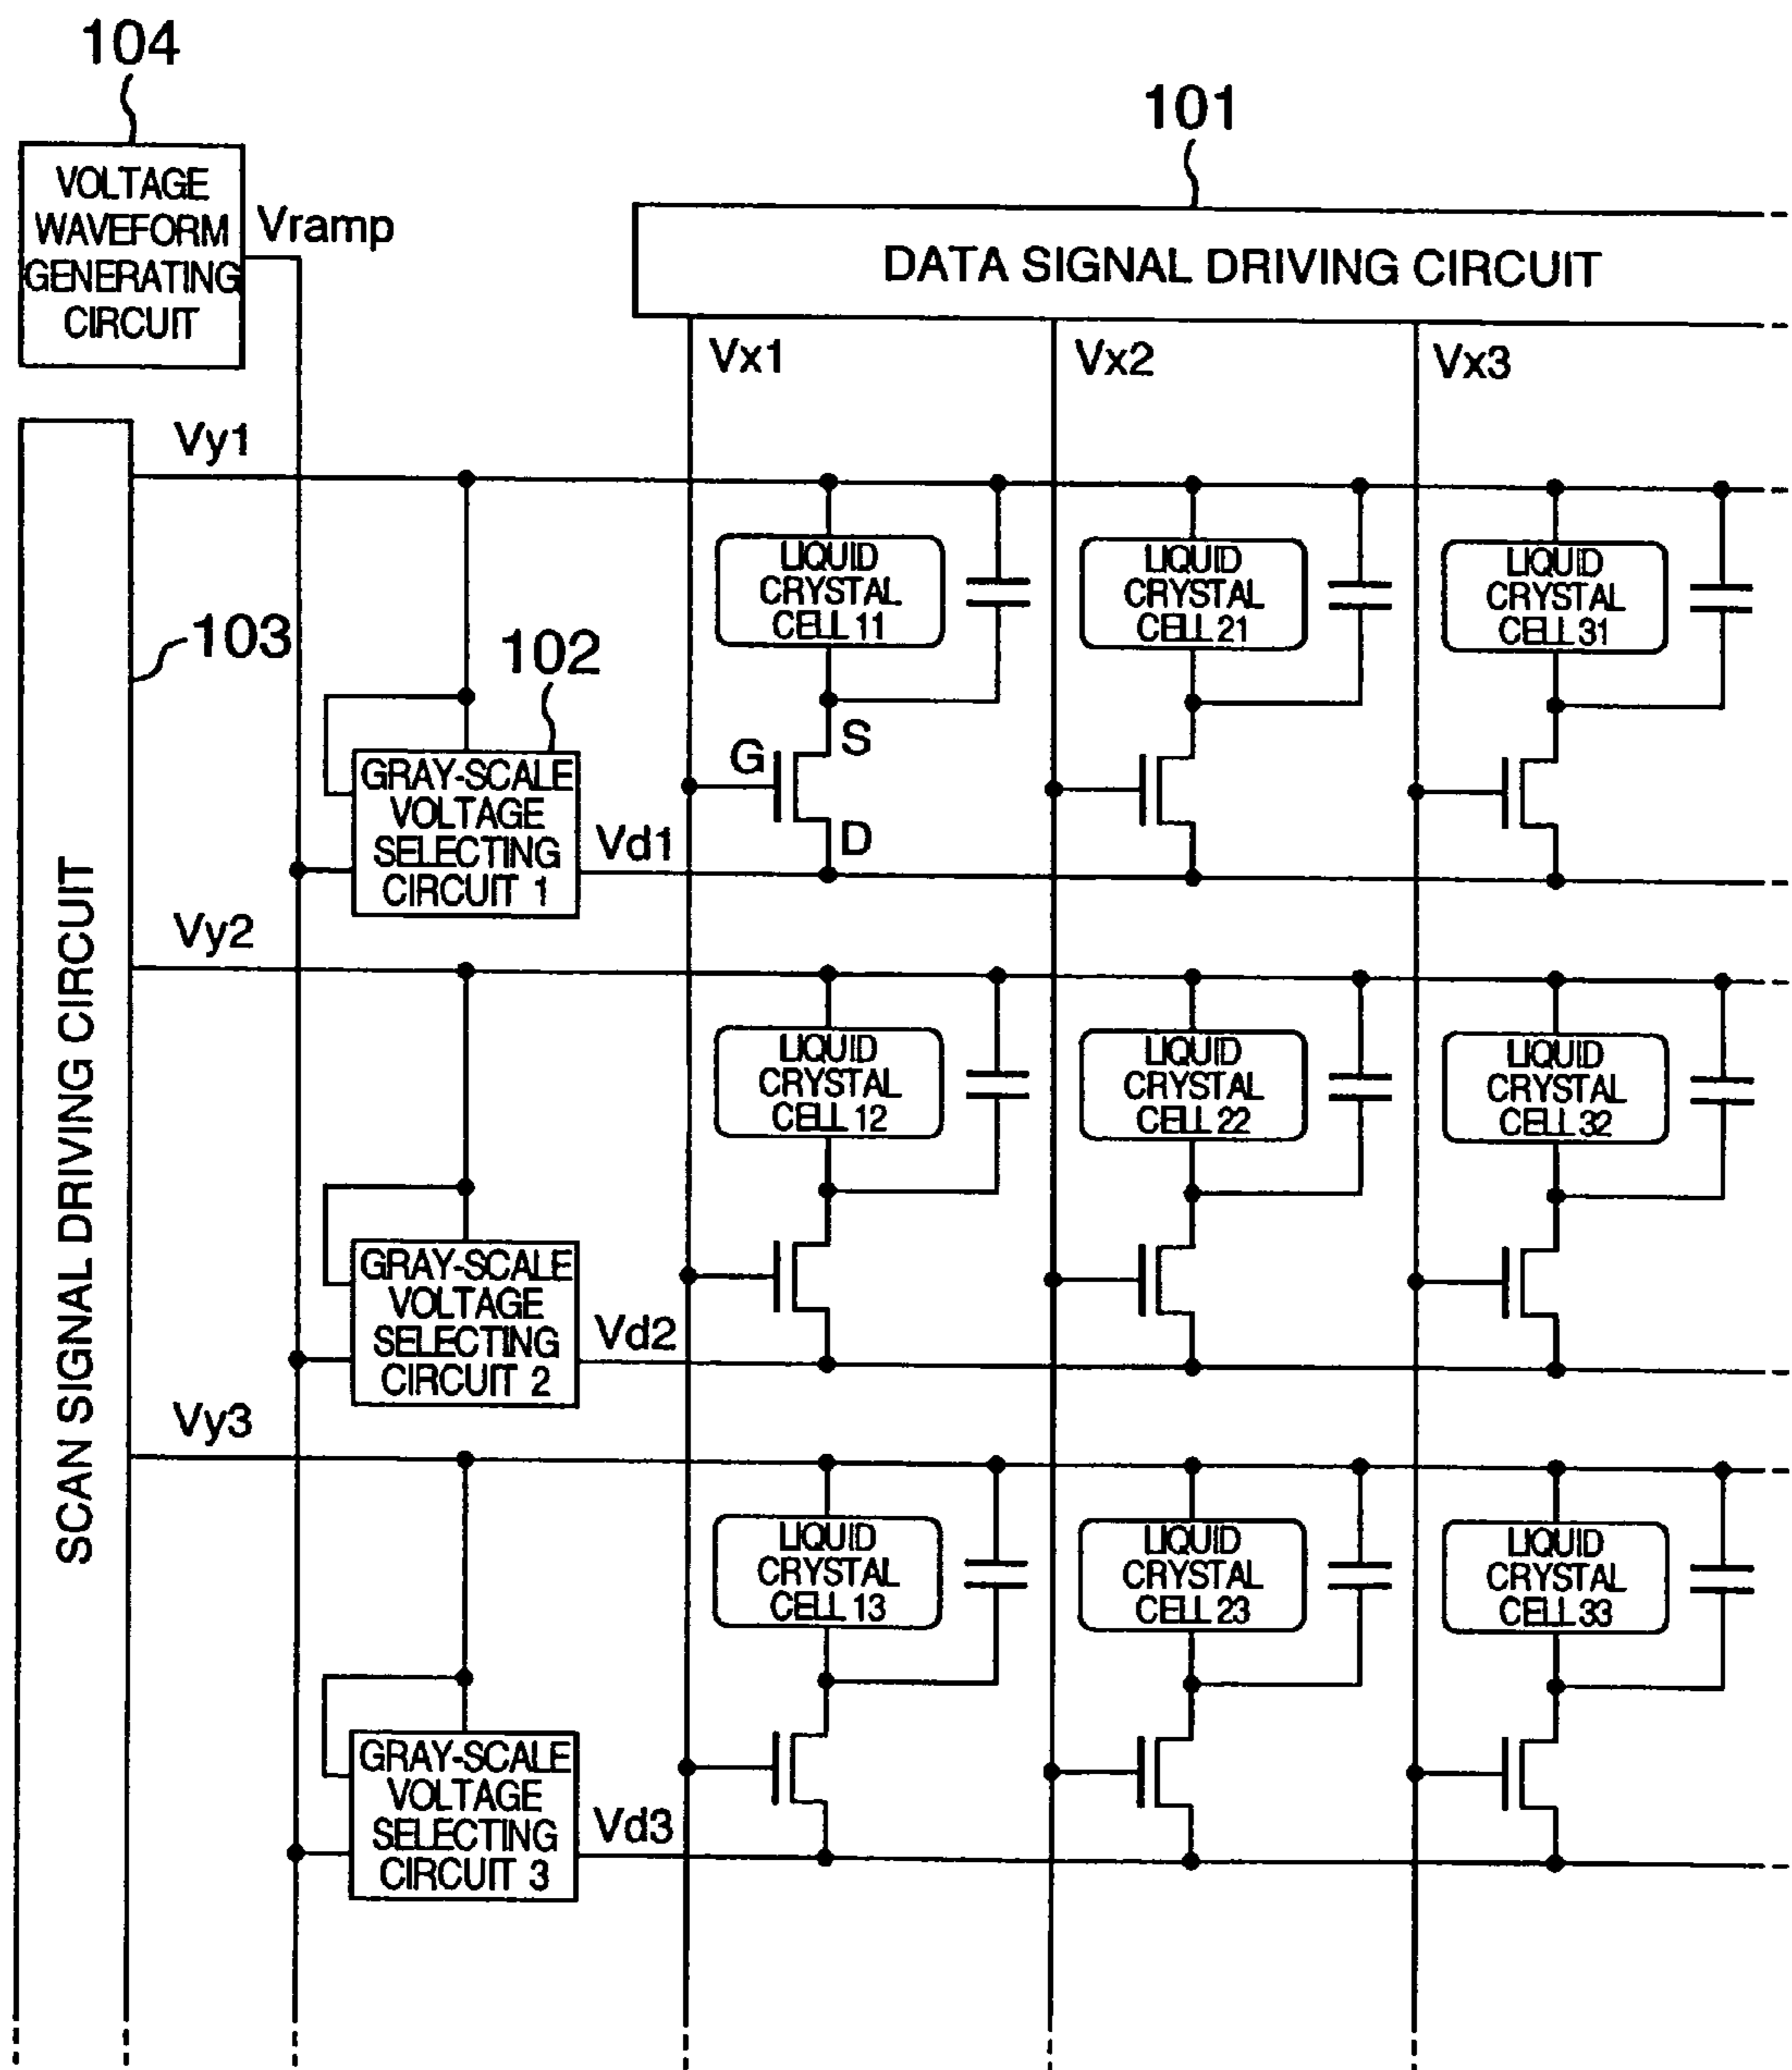 104
VOLTAGE
WAVEFORM
GENERATING
CIRCUIT
Vramp
101
DATA SIGNAL DRIVING CIRCUIT
Vx1
Vx2
Vx3
SCAN SIGNAL DRIVING CIRCUIT
103
Vy1
LIQUID
CRYSTAL
CELL 11
LIQUID
CRYSTAL
CELL 21
LIQUID
CRYSTAL
CELL 31
102
GRAY-SCALE
VOLTAGE
SELECTING
CIRCUIT 1
G
S
D
Vd1
Vy2
LIQUID
CRYSTAL
CELL 12
LIQUID
CRYSTAL
CELL 22
LIQUID
CRYSTAL
CELL 32
GRAY-SCALE
VOLTAGE
SELECTING
CIRCUIT 2
Vd2
Vy3
LIQUID
CRYSTAL
CELL 13
LIQUID
CRYSTAL
CELL 23
LIQUID
CRYSTAL
CELL 33
GRAY-SCALE
VOLTAGE
SELECTING
CIRCUIT 3
Vd3